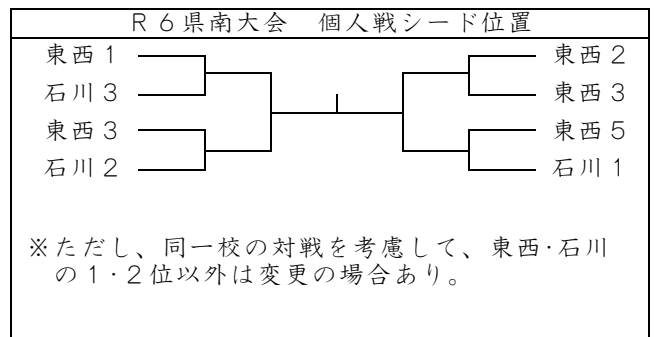 R6県南大会 個人戦シード位置
東西1 東西2
石川3 東西3
東西3 東西5
石川2 石川1
※ただし、同一校の対戦を考慮して、東西・石川
の1・2位以外は変更の場合あり。